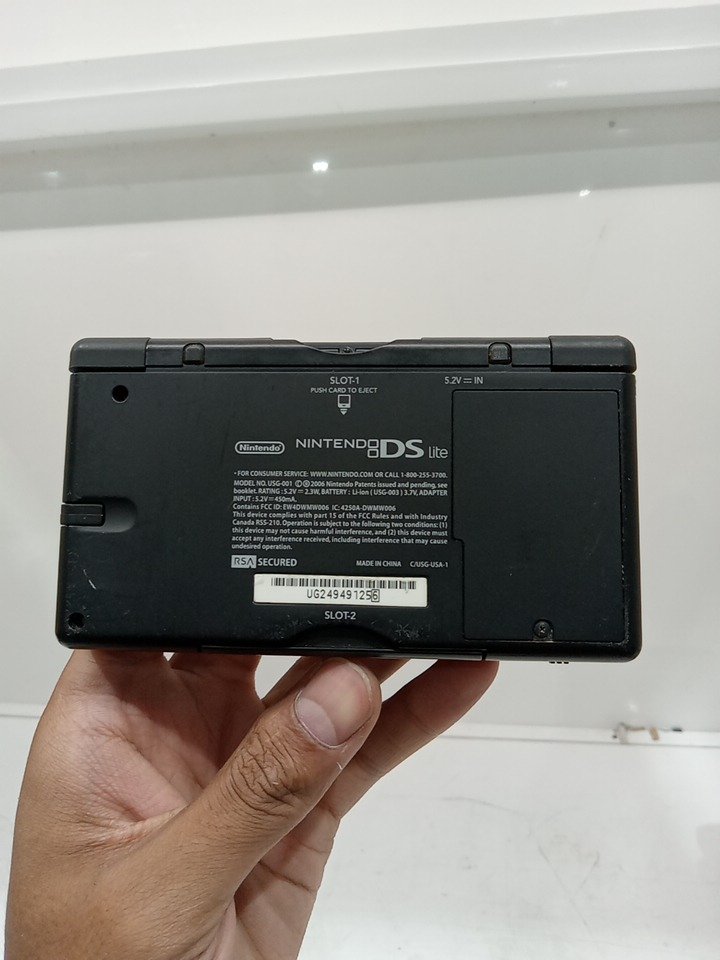 SLOT-1
PUSH CARD TO EJECT
5.2V⎓IN
Nintendo
NINTENDO DS Lite
• FOR CONSUMER SERVICE: WWW.NINTENDO.COM OR CALL 1-800-255-3700.
MODEL NO. USG-001 ©® 2006 Nintendo Patents issued and pending, see
booklet. RATING : 5.2V⎓2.3W, BATTERY : Li-ion ( USG-003 ) 3.7V, ADAPTER
INPUT : 5.2V⎓450mA.
Contains FCC ID: EW4DWMW006 IC: 4250A-DWMW006
This device complies with part 15 of the FCC Rules and with Industry
Canada RSS-210. Operation is subject to the following two conditions: (1)
this device may not cause harmful interference, and (2) this device must
accept any interference received, including interference that may cause
undesired operation.
RSA SECURED
MADE IN CHINA C/USG-USA-1
UG249491256
SLOT-2